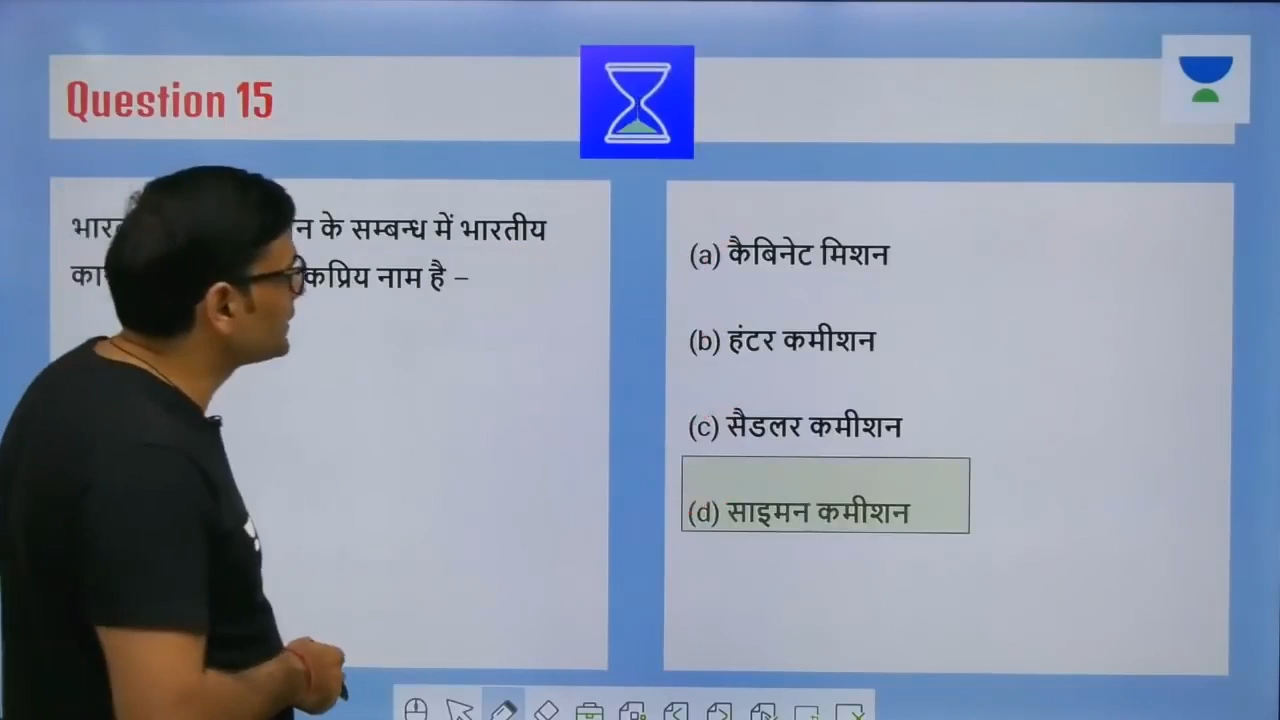 Question 15
न के सम्बन्ध में भारतीय
कप्रिय नाम है –
(a) कैबिनेट मिशन
(b) हंटर कमीशन
(c) सैडलर कमीशन
(d) साइमन कमीशन